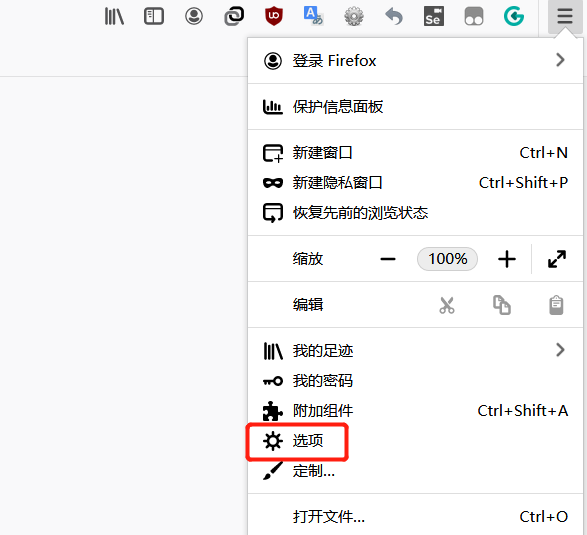 登录 Firefox
保护信息面板
新建窗口 Ctrl+N
新建隐私窗口 Ctrl+Shift+P
恢复先前的浏览状态
缩放 100%
编辑
我的足迹
我的密码
附加组件 Ctrl+Shift+A
选项
定制...
打开文件... Ctrl+O